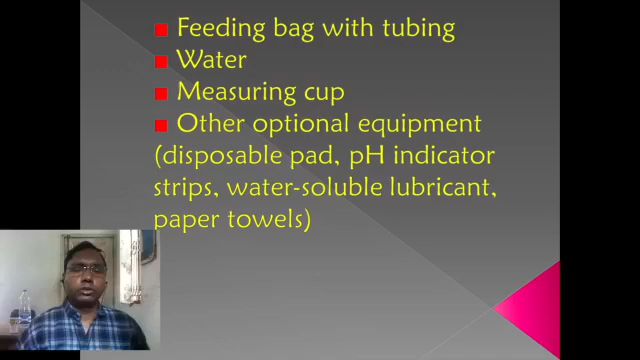 Feeding bag with tubing
Water
Measuring cup
Other optional equipment
(disposable pad, pH indicator
strips, water-soluble lubricant,
paper towels)